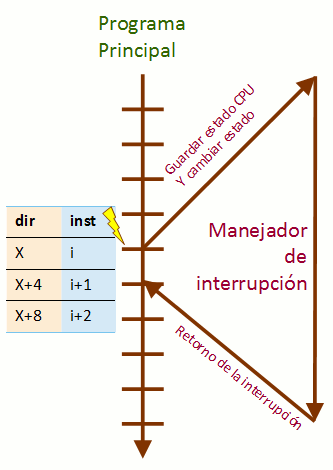 Programa
Principal
Guardar estado CPU
Y cambiar estado
dir inst
X i
X+4 i+1
X+8 i+2
Manejador
de
interrupción
Retorno de la interrupción